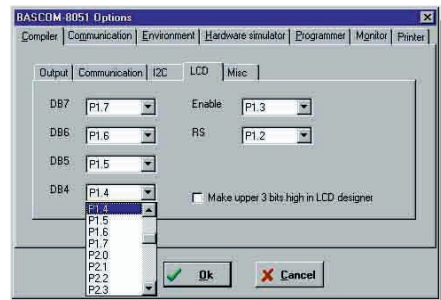 BASCOM-8051 Options
Compiler Communication Environment Hardware simulator Programmer Monitor Printer
Output Communication I2C LCD Misc
DB7 P1.7 Enable P1.3
DB6 P1.6 RS P1.2
DB5 P1.5
DB4 P1.4 Make upper 3 bits high in LCD designer
P1.4
P1.5
P1.6
P1.7
P2.0
P2.1
P2.2
P2.3
Ok Cancel